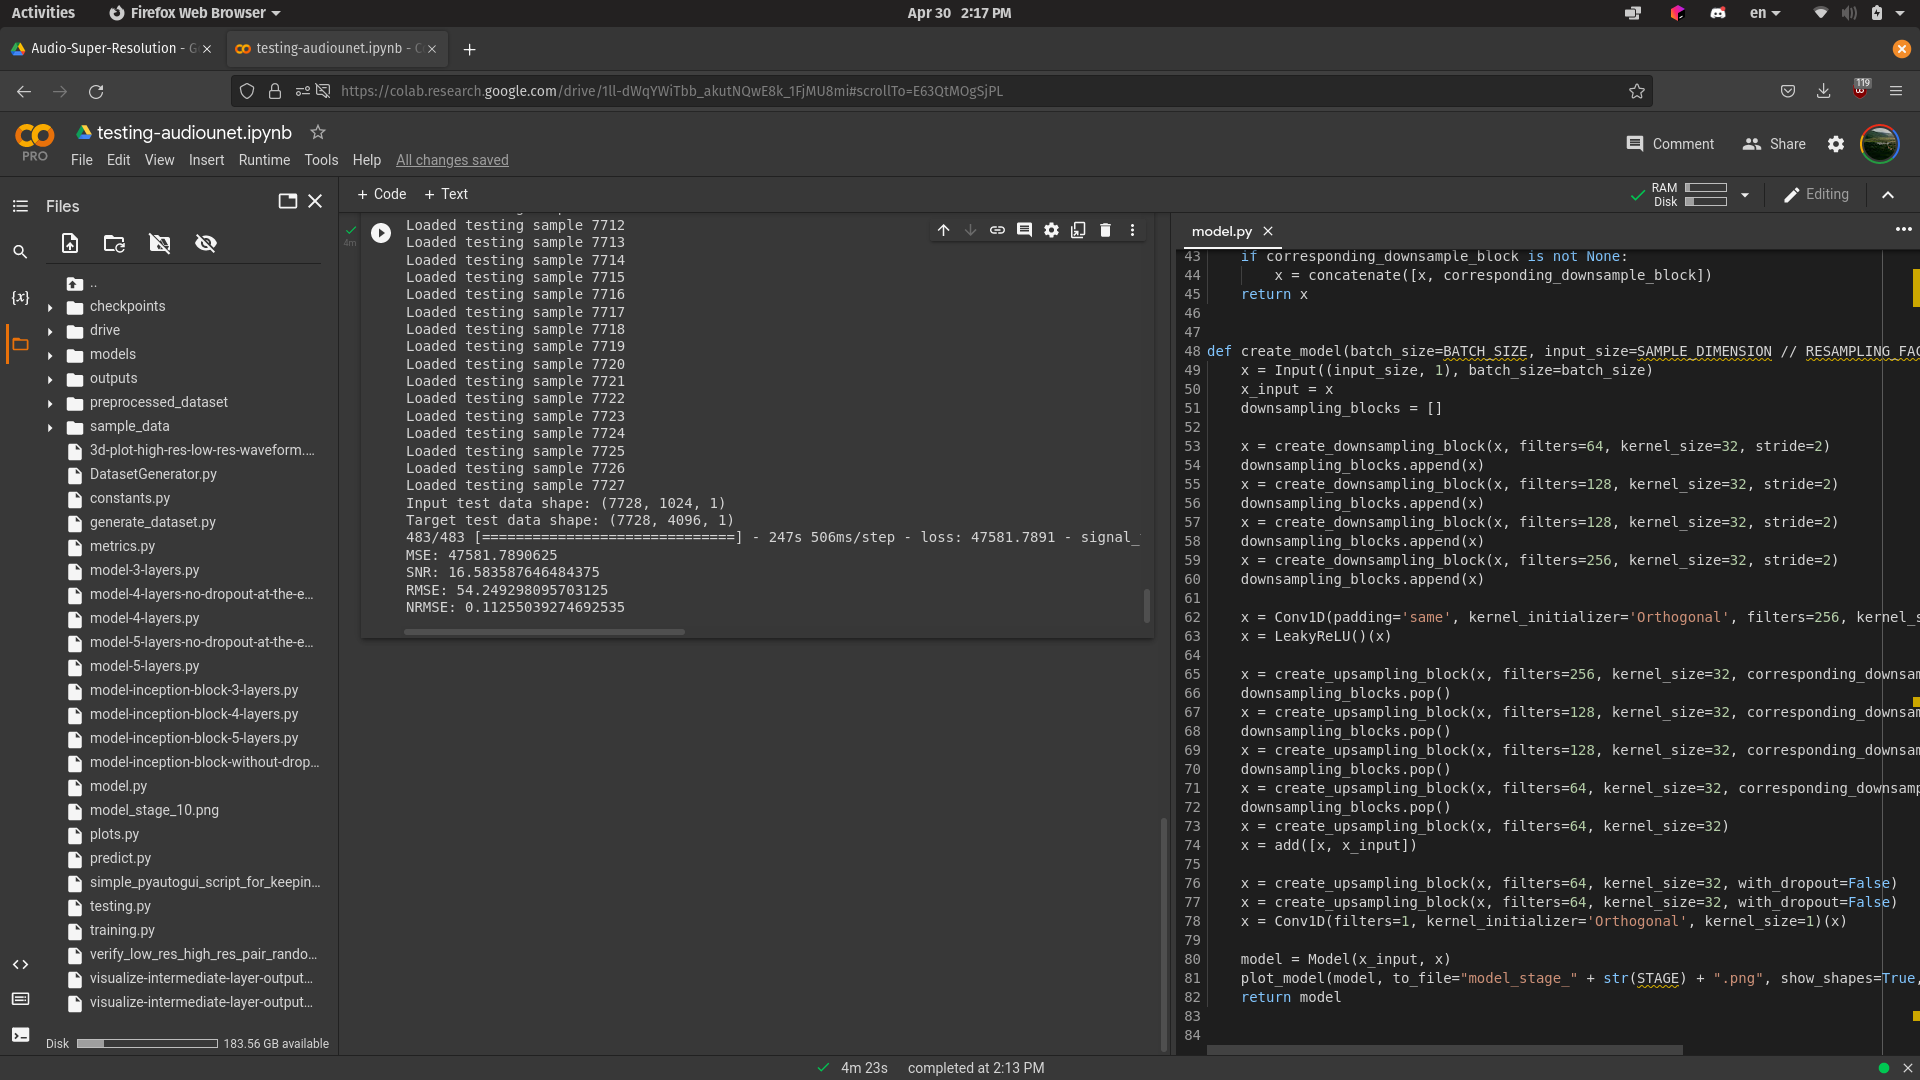 Activities
Firefox Web Browser
Apr 30 2:17 PM
en
Audio-Super-Resolution - G
testing-audiounet.ipynb - C
https://colab.research.google.com/drive/1ll-dWqYWiTbb_akutNQwE8k_1FjMU8mi#scrollTo=E63QtMOgSjPL
119
PRO
testing-audiounet.ipynb
File Edit View Insert Runtime Tools Help All changes saved
Comment
Share
Files
+ Code + Text
RAM
Disk
Editing
..
checkpoints
drive
models
outputs
preprocessed_dataset
sample_data
3d-plot-high-res-low-res-waveform....
DatasetGenerator.py
constants.py
generate_dataset.py
metrics.py
model-3-layers.py
model-4-layers-no-dropout-at-the-e...
model-4-layers.py
model-5-layers-no-dropout-at-the-e...
model-5-layers.py
model-inception-block-3-layers.py
model-inception-block-4-layers.py
model-inception-block-5-layers.py
model-inception-block-without-drop...
model.py
model_stage_10.png
plots.py
predict.py
simple_pyautogui_script_for_keepin...
testing.py
training.py
verify_low_res_high_res_pair_rando...
visualize-intermediate-layer-output...
visualize-intermediate-layer-output...
Disk
183.56 GB available
{x}
4m
Loaded testing sample 7712
Loaded testing sample 7713
Loaded testing sample 7714
Loaded testing sample 7715
Loaded testing sample 7716
Loaded testing sample 7717
Loaded testing sample 7718
Loaded testing sample 7719
Loaded testing sample 7720
Loaded testing sample 7721
Loaded testing sample 7722
Loaded testing sample 7723
Loaded testing sample 7724
Loaded testing sample 7725
Loaded testing sample 7726
Loaded testing sample 7727
Input test data shape: (7728, 1024, 1)
Target test data shape: (7728, 4096, 1)
483/483 [==============================] - 247s 506ms/step - loss: 47581.7891 - signal_
MSE: 47581.7890625
SNR: 16.583587646484375
RMSE: 54.249298095703125
NRMSE: 0.11255039274692535
model.py
43 if corresponding_downsample_block is not None:
44 x = concatenate([x, corresponding_downsample_block])
45 return x
46
47
48 def create_model(batch_size=BATCH_SIZE, input_size=SAMPLE_DIMENSION // RESAMPLING_FAC
49 x = Input((input_size, 1), batch_size=batch_size)
50 x_input = x
51 downsampling_blocks = []
52
53 x = create_downsampling_block(x, filters=64, kernel_size=32, stride=2)
54 downsampling_blocks.append(x)
55 x = create_downsampling_block(x, filters=128, kernel_size=32, stride=2)
56 downsampling_blocks.append(x)
57 x = create_downsampling_block(x, filters=128, kernel_size=32, stride=2)
58 downsampling_blocks.append(x)
59 x = create_downsampling_block(x, filters=256, kernel_size=32, stride=2)
60 downsampling_blocks.append(x)
61
62 x = Conv1D(padding='same', kernel_initializer='Orthogonal', filters=256, kernel_s
63 x = LeakyReLU()(x)
64
65 x = create_upsampling_block(x, filters=256, kernel_size=32, corresponding_downsam
66 downsampling_blocks.pop()
67 x = create_upsampling_block(x, filters=128, kernel_size=32, corresponding_downsam
68 downsampling_blocks.pop()
69 x = create_upsampling_block(x, filters=128, kernel_size=32, corresponding_downsam
70 downsampling_blocks.pop()
71 x = create_upsampling_block(x, filters=64, kernel_size=32, corresponding_downsamp
72 downsampling_blocks.pop()
73 x = create_upsampling_block(x, filters=64, kernel_size=32)
74 x = add([x, x_input])
75
76 x = create_upsampling_block(x, filters=64, kernel_size=32, with_dropout=False)
77 x = create_upsampling_block(x, filters=64, kernel_size=32, with_dropout=False)
78 x = Conv1D(filters=1, kernel_initializer='Orthogonal', kernel_size=1)(x)
79
80 model = Model(x_input, x)
81 plot_model(model, to_file="model_stage_" + str(STAGE) + ".png", show_shapes=True,
82 return model
83
84
4m 23s completed at 2:13 PM